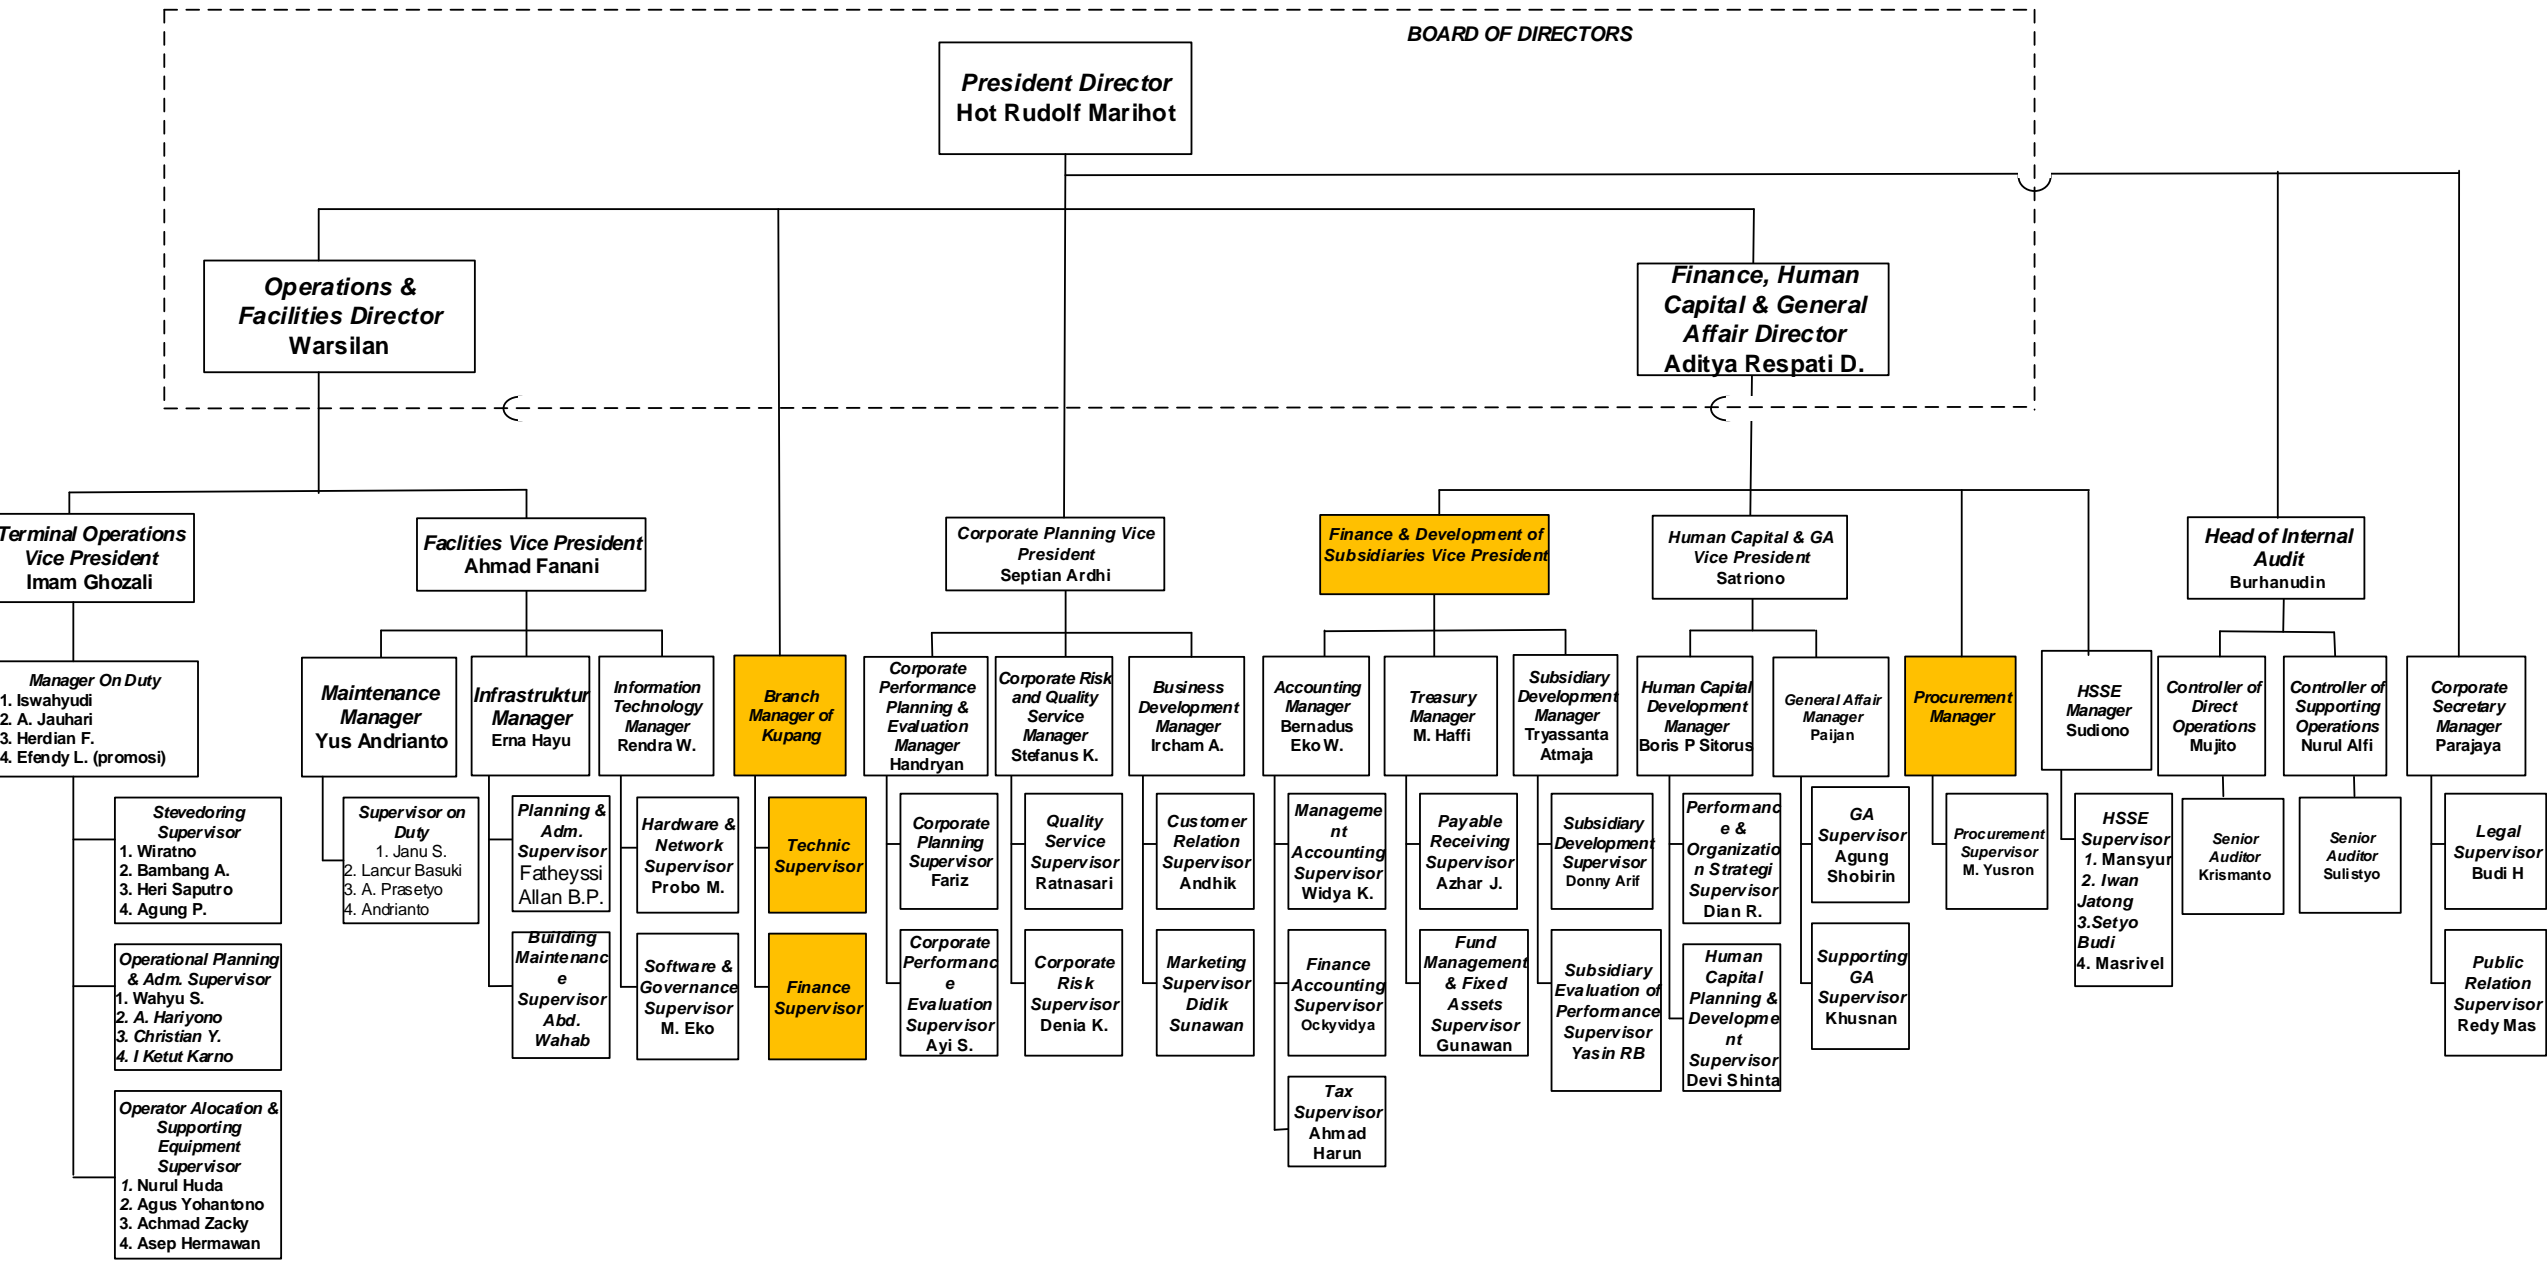 BOARD OF DIRECTORS
President Director
Hot Rudolf Marihot
Operations &
Facilities Director
Warsilan
Finance, Human
Capital & General
Affair Director
Aditya Respati D.
Terminal Operations
Vice President
Imam Ghozali
Faclities Vice President
Ahmad Fanani
Corporate Planning Vice
President
Septian Ardhi
Finance & Development of
Subsidiaries Vice President
Human Capital & GA
Vice President
Satriono
Head of Internal
Audit
Burhanudin
Manager On Duty
1. Iswahyudi
2. A. Jauhari
3. Herdian F.
4. Efendy L. (promosi)
Maintenance
Manager
Yus Andrianto
Infrastruktur
Manager
Erna Hayu
Information
Technology
Manager
Rendra W.
Branch
Manager of
Kupang
Corporate
Performance
Planning &
Evaluation
Manager
Handryan
Corporate Risk
and Quality
Service
Manager
Stefanus K.
Business
Development
Manager
Ircham A.
Accounting
Manager
Bernadus
Eko W.
Treasury
Manager
M. Haffi
Subsidiary
Development
Manager
Tryassanta
Atmaja
Human Capital
Development
Manager
Boris P Sitorus
General Affair
Manager
Paijan
Procurement
Manager
HSSE
Manager
Sudiono
Controller of
Direct
Operations
Mujito
Controller of
Supporting
Operations
Nurul Alfi
Corporate
Secretary
Manager
Parajaya
Stevedoring
Supervisor
1. Wiratno
2. Bambang A.
3. Heri Saputro
4. Agung P.
Supervisor on
Duty
1. Janu S.
2. Lancur Basuki
3. A. Prasetyo
4. Andrianto
Planning &
Adm.
Supervisor
Fatheyssi
Allan B.P.
Hardware &
Network
Supervisor
Probo M.
Technic
Supervisor
Corporate
Planning
Supervisor
Fariz
Quality
Service
Supervisor
Ratnasari
Customer
Relation
Supervisor
Andhik
Manageme
nt
Accounting
Supervisor
Widya K.
Payable
Receiving
Supervisor
Azhar J.
Subsidiary
Development
Supervisor
Donny Arif
Performanc
e &
Organizatio
n Strategi
Supervisor
Dian R.
GA
Supervisor
Agung
Shobirin
Procurement
Supervisor
M. Yusron
HSSE
Supervisor
1. Mansyur
2. Iwan
Jatong
3.Setyo
Budi
4. Masrivel
Senior
Auditor
Krismanto
Senior
Auditor
Sulistyo
Legal
Supervisor
Budi H
Operational Planning
& Adm. Supervisor
1. Wahyu S.
2. A. Hariyono
3. Christian Y.
4. I Ketut Karno
Building
Maintenanc
e
Supervisor
Abd.
Wahab
Software &
Governance
Supervisor
M. Eko
Finance
Supervisor
Corporate
Performanc
e
Evaluation
Supervisor
Ayi S.
Corporate
Risk
Supervisor
Denia K.
Marketing
Supervisor
Didik
Sunawan
Finance
Accounting
Supervisor
Ockyvidya
Fund
Management
& Fixed
Assets
Supervisor
Gunawan
Subsidiary
Evaluation of
Performance
Supervisor
Yasin RB
Human
Capital
Planning &
Developme
nt
Supervisor
Devi Shinta
Supporting
GA
Supervisor
Khusnan
Public
Relation
Supervisor
Redy Mas
Operator Alocation &
Supporting
Equipment
Supervisor
1. Nurul Huda
2. Agus Yohantono
3. Achmad Zacky
4. Asep Hermawan
Tax
Supervisor
Ahmad
Harun